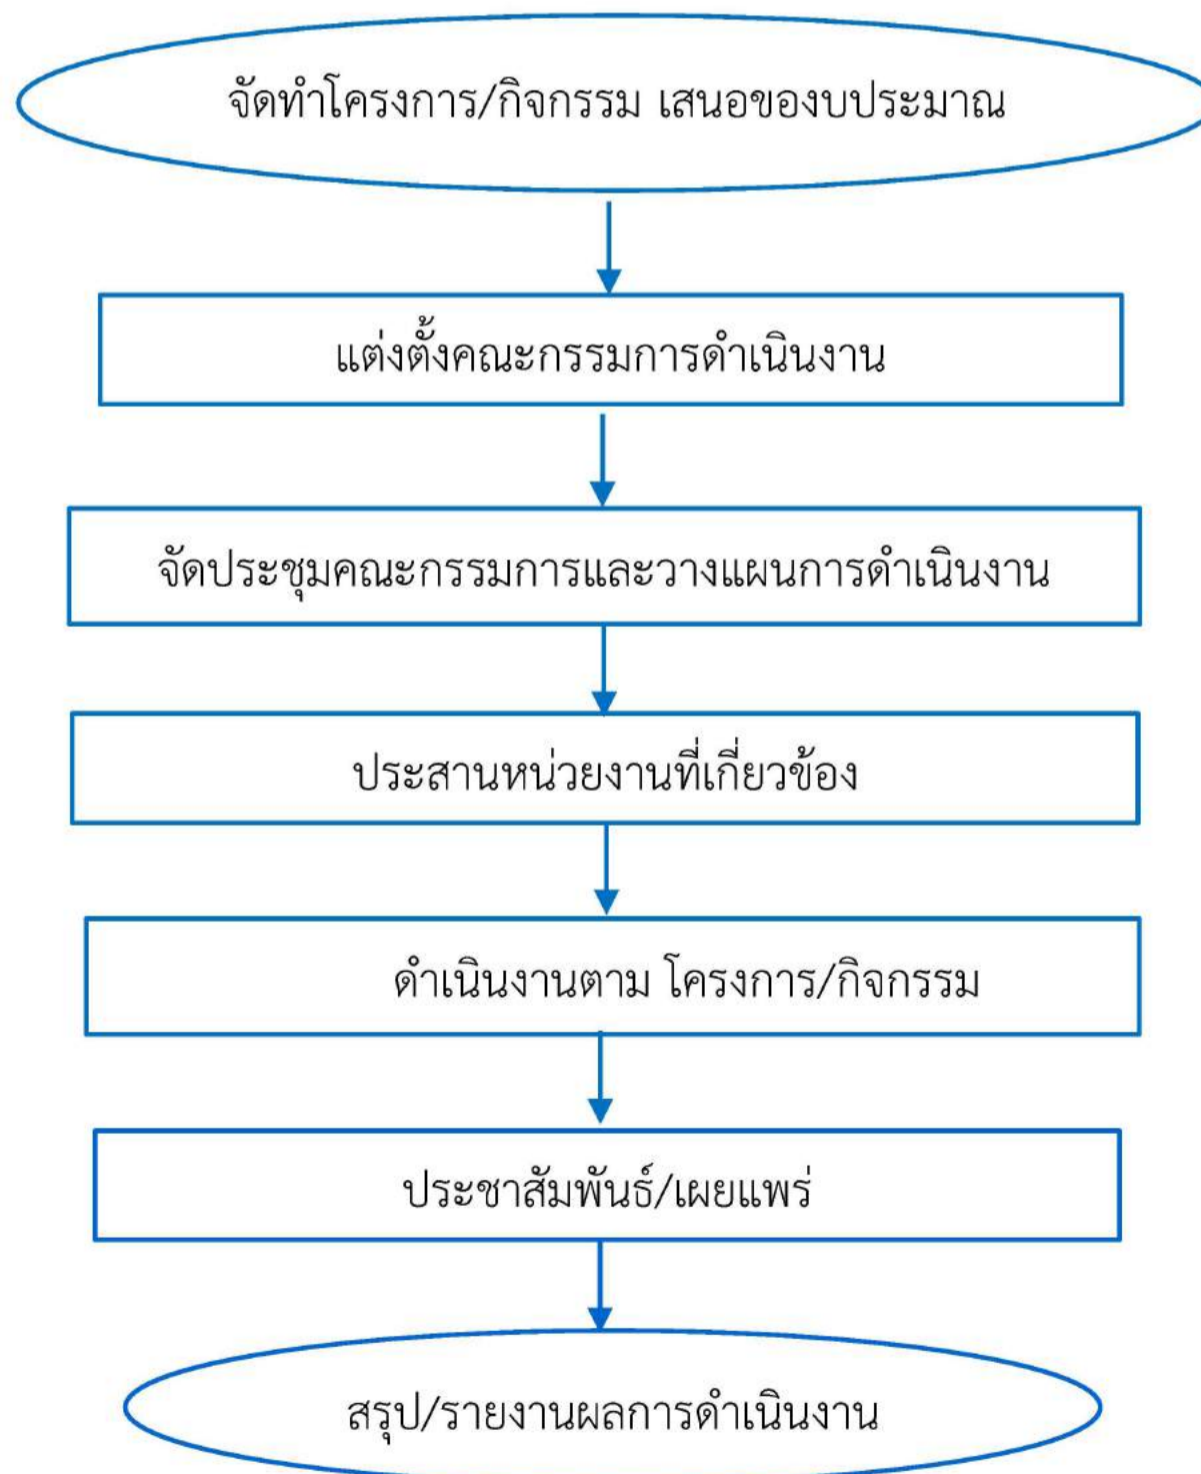 จัดทำโครงการ/กิจกรรม เสนอของบประมาณ
แต่งตั้งคณะกรรมการดำเนินงาน
จัดประชุมคณะกรรมการและวางแผนการดำเนินงาน
ประสานหน่วยงานที่เกี่ยวข้อง
ดำเนินงานตาม โครงการ/กิจกรรม
ประชาสัมพันธ์/เผยแพร่
สรุป/รายงานผลการดำเนินงาน